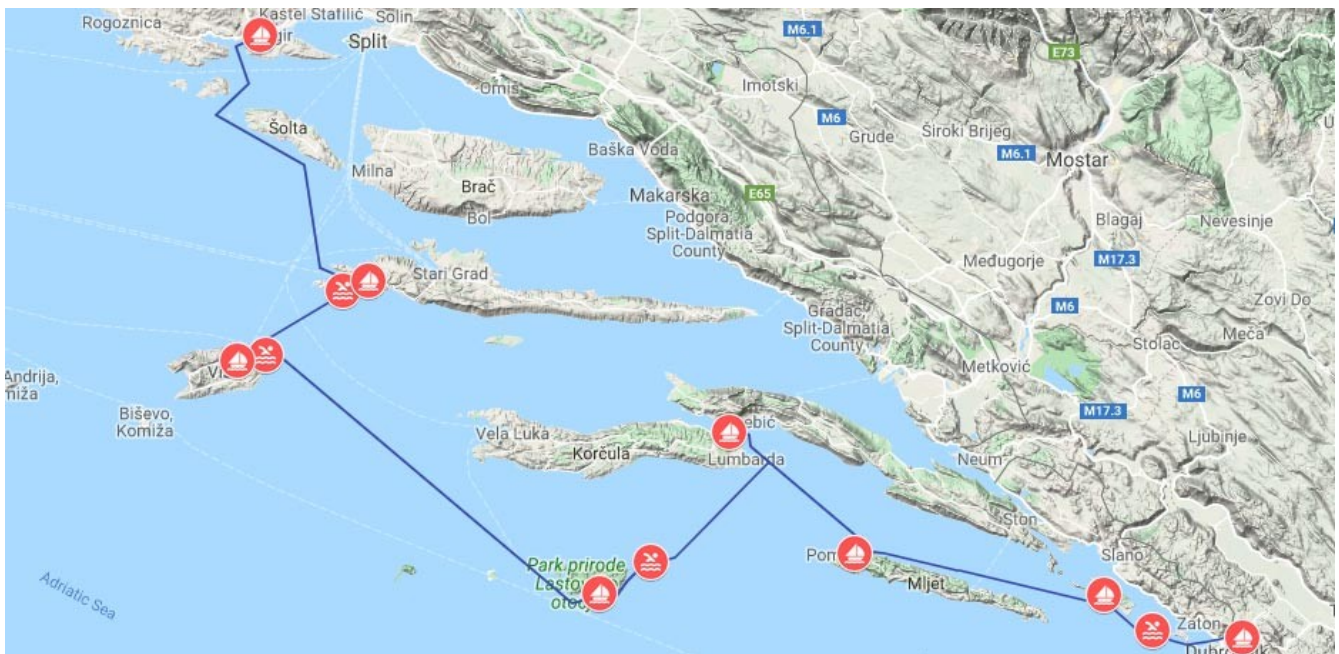 Kaštel Štafilić
Solin
Rogoznica
Split
M6.1
E73
Omiš
Imotski
Šolta
M6
Grude
Široki Brijeg
M6.1
Baška Voda
Mostar
Milna
Brač
Makarska
E65
Bol
Podgora,
Split-Dalmatia
County
Blagaj
Nevesinje
Stari Grad
Međugorje
M17.3
Zovi Do
Gradac,
Split-Dalmatia
County
M6
Stolac
Meča
Metković
Andrija,
Biševo,
Komiža
M6
M17.3
Vela Luka
Ljubinje
Korčula
Lumbarda
Neum
Ston
Park prirode
Slano
Mljet
Adriatic Sea
Zaton